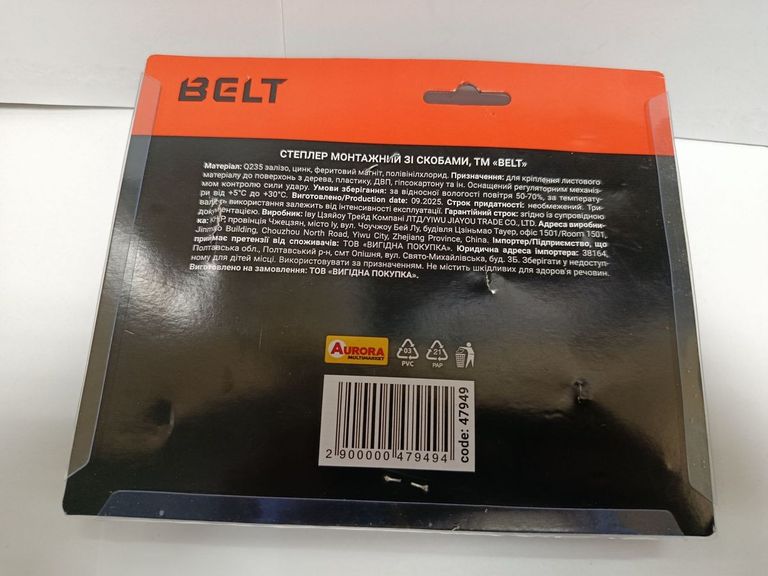 BELT
СТЕПЛЕР МОНТАЖНИЙ ЗІ СКОБАМИ, ТМ «BELT»
Матеріал: Q235 залізо, цинк, феритовий магніт, полівінілхлорид. Призначення: для кріплення листового
матеріалу до поверхонь з дерева, пластику, ДВП, гіпсокартону та ін. Оснащений регулятором механіз-
мом контролю сили удару. Умови зберігання: за відносної вологості повітря 50-70%, за температу-
ри від +5°С до +30°С. Виготовлено/Production date: 09.2025. Строк придатності: необмежений. Три-
валість використання залежить від інтенсивності експлуатації. Гарантійний строк: згідно із супровідною
документацією. Виробник: Іву Цзяйоу Трейд Компані ЛТД/YIWU JIAYOU TRADE CO., LTD. Адреса виробни-
ка: КНР, провінція Чжецзян, місто Іу, вул. Чоучжоу Бей Лу, будівля Цзіньмао Тауер, офіс 1501/Room 1501,
Jinmao Building, Chouzhou North Road, Yiwu City, Zhejiang Province, China. Імпортер/Підприємство, що
приймає претензії від споживачів: ТОВ «ВИГІДНА ПОКУПКА». Юридична адреса імпортера: 38164,
Полтавська обл., Полтавський р-н, смт Опішня, вул. Свято-Михайлівська, буд. 3Б. Зберігати у недоступ-
ному для дітей місці. Використовувати за призначенням. Не містить шкідливих для здоров'я речовин.
Виготовлено на замовлення: ТОВ «ВИГІДНА ПОКУПКА».
AURORA
MULTIMARKET
03
PVC
21
PAP
2 900000 479494
code: 47949